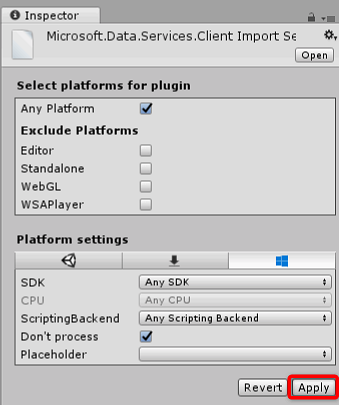 Inspector
Microsoft.Data.Services.Client Import Se
Open
Select platforms for plugin
Any Platform
Exclude Platforms
Editor
Standalone
WebGL
WSAPlayer
Platform settings
SDK Any SDK
CPU Any CPU
ScriptingBackend Any Scripting Backend
Don't process
Placeholder
Revert Apply